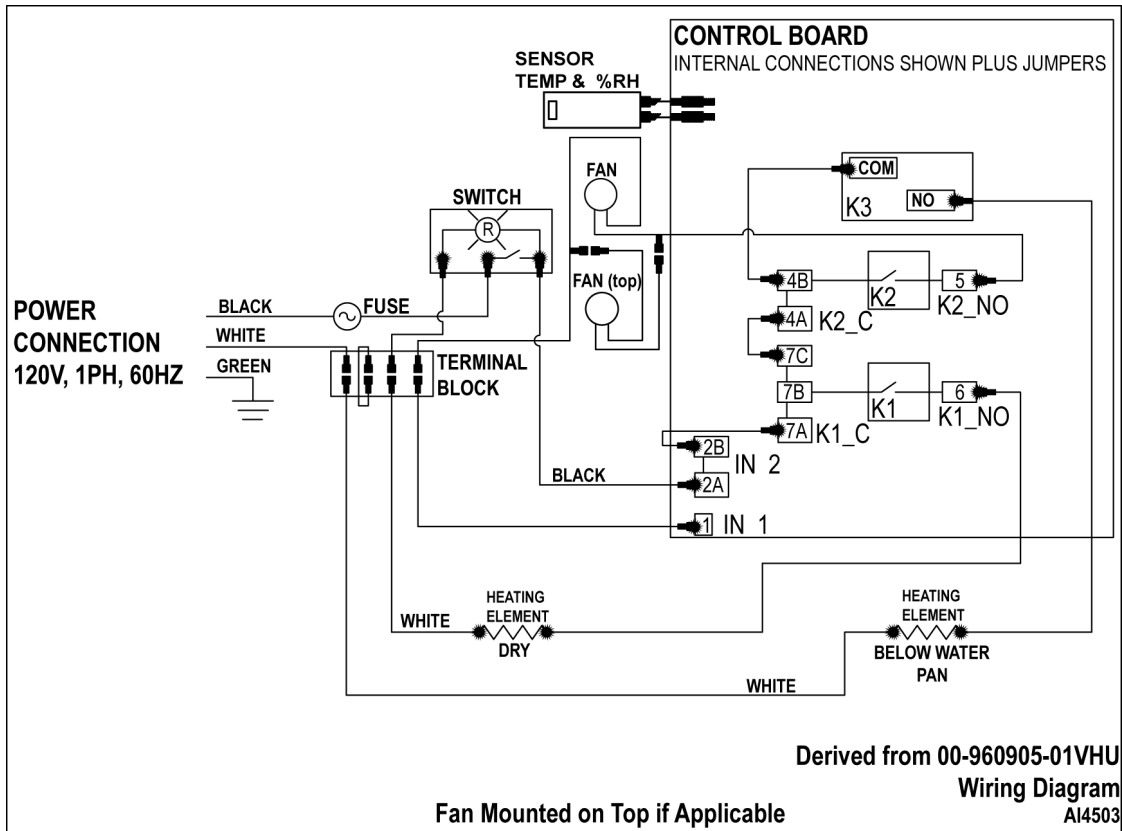 CONTROL BOARD
INTERNAL CONNECTIONS SHOWN PLUS JUMPERS
SENSOR
TEMP & %RH
COM
NO
K3
FAN
SWITCH
R
FAN (top)
4B
K2
5
K2_NO
4A
K2_C
7C
7B
K1
6
K1_NO
7A
K1_C
POWER
CONNECTION
120V, 1PH, 60HZ
BLACK
FUSE
WHITE
GREEN
TERMINAL
BLOCK
2B
IN 2
2A
BLACK
1
IN 1
HEATING
ELEMENT
WHITE
DRY
HEATING
ELEMENT
BELOW WATER
PAN
WHITE
Derived from 00-960905-01VHU
Wiring Diagram
AI4503
Fan Mounted on Top if Applicable